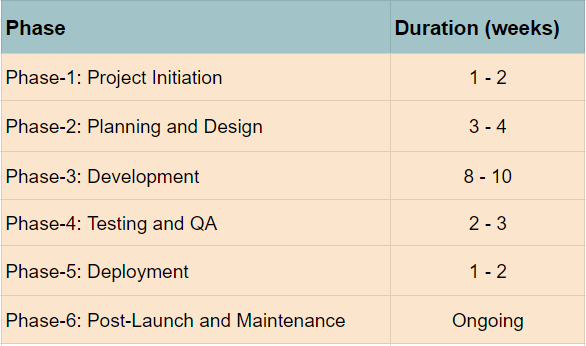 Phase Duration (weeks)
Phase-1: Project Initiation 1 - 2
Phase-2: Planning and Design 3 - 4
Phase-3: Development 8 - 10
Phase-4: Testing and QA 2 - 3
Phase-5: Deployment 1 - 2
Phase-6: Post-Launch and Maintenance Ongoing